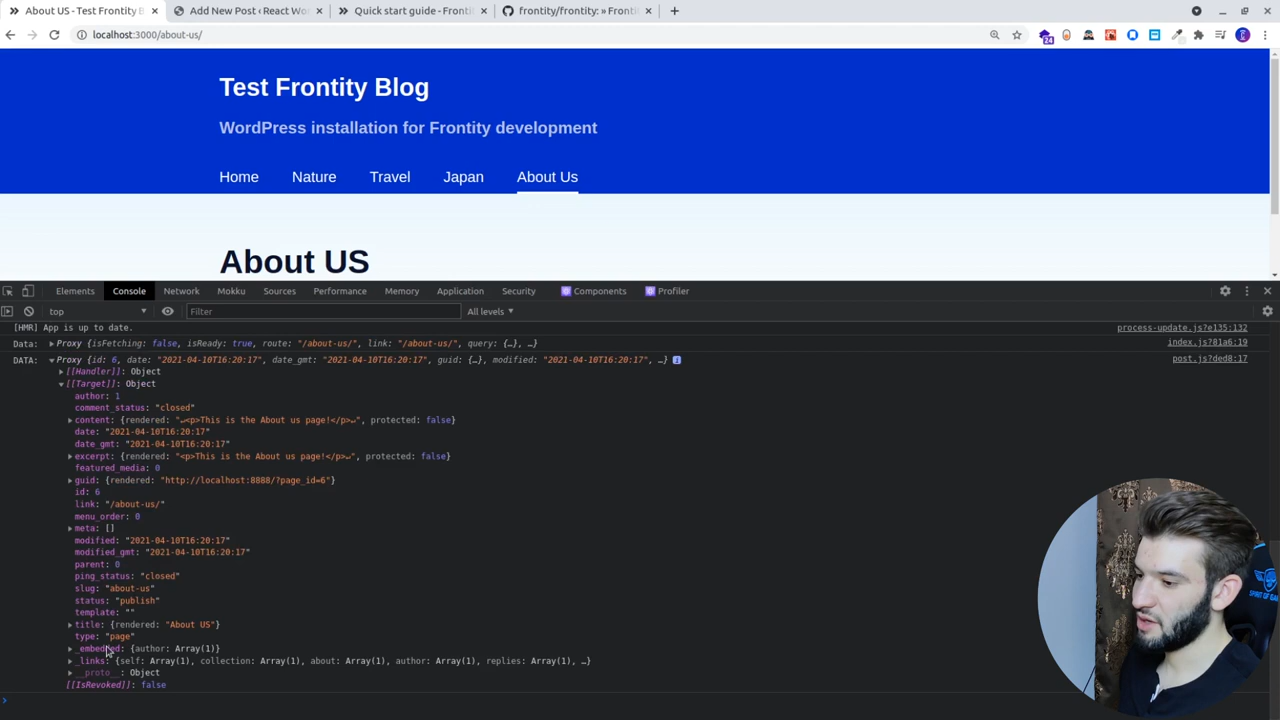 About US - Test Frontity B
Add New Post ‹ React Wo
Quick start guide - Fronti
frontity/frontity: » Fronti
localhost:3000/about-us/
24
Test Frontity Blog
WordPress installation for Frontity development
Home Nature Travel Japan About Us
About US
Elements Console Network Mokku Sources Performance Memory Application Security Components Profiler
top Filter All levels
[HMR] App is up to date. process-update.js?e135:132
Data: Proxy {isFetching: false, isReady: true, route: "/about-us/", link: "/about-us/", query: {…}, …} index.js?81a6:19
DATA: Proxy {id: 6, date: "2021-04-10T16:20:17", date_gmt: "2021-04-10T16:20:17", guid: {…}, modified: "2021-04-10T16:20:17", …} post.js?ded8:17
[[Handler]]: Object
[[Target]]: Object
author: 1
comment_status: "closed"
content: {rendered: "↵<p>This is the About us page!</p>↵", protected: false}
date: "2021-04-10T16:20:17"
date_gmt: "2021-04-10T16:20:17"
excerpt: {rendered: "<p>This is the About us page!</p>↵", protected: false}
featured_media: 0
guid: {rendered: "http://localhost:8888/?page_id=6"}
id: 6
link: "/about-us/"
menu_order: 0
meta: []
modified: "2021-04-10T16:20:17"
modified_gmt: "2021-04-10T16:20:17"
parent: 0
ping_status: "closed"
slug: "about-us"
status: "publish"
template: ""
title: {rendered: "About US"}
type: "page"
_embedded: {author: Array(1)}
_links: {self: Array(1), collection: Array(1), about: Array(1), author: Array(1), replies: Array(1), …}
__proto__: Object
[[IsRevoked]]: false
SPIRIT OF GA